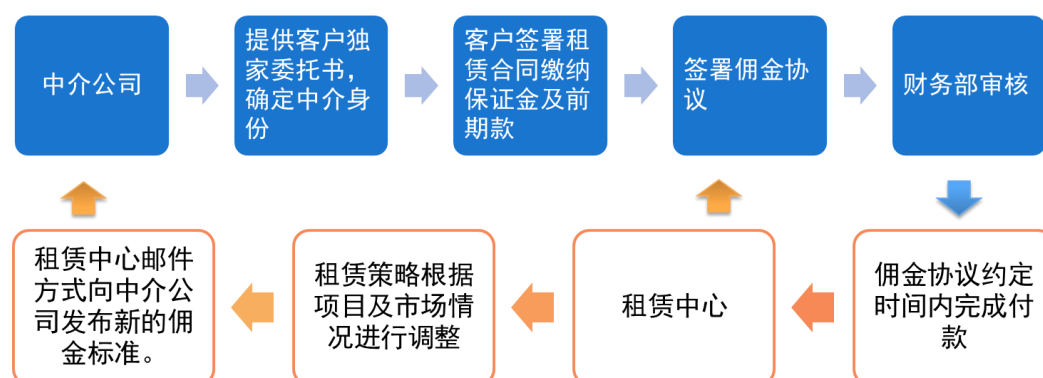 中介公司
提供客户独
家委托书，
确定中介身
份
客户签署租
赁合同缴纳
保证金及前
期款
签署佣金协
议
财务部审核
租赁中心邮件
方式向中介公
司发布新的佣
金标准。
租赁策略根据
项目及市场情
况进行调整
租赁中心
佣金协议约定
时间内完成付
款